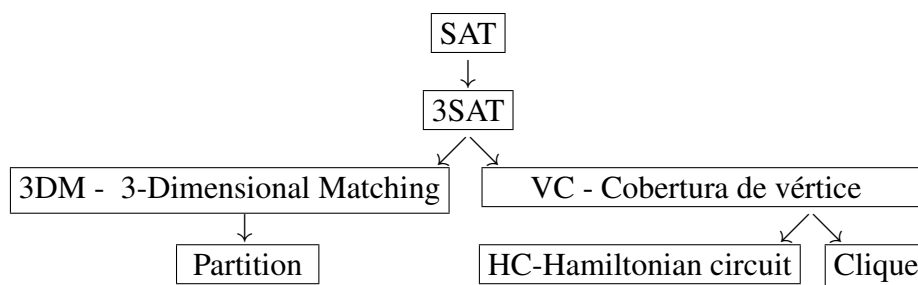 SAT
3SAT
3DM - 3-Dimensional Matching
VC - Cobertura de vértice
Partition
HC-Hamiltonian circuit
Clique